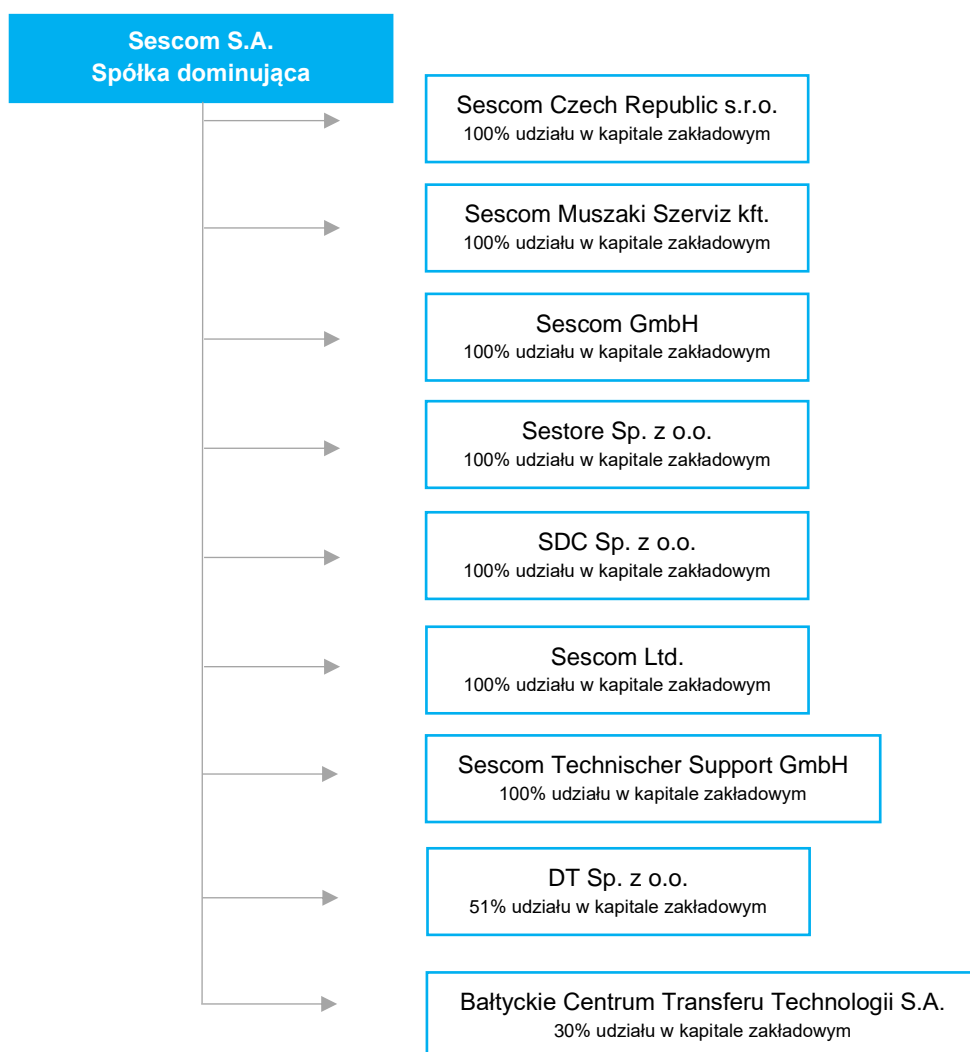 Sescom S.A.
Spółka dominująca
Sescom Czech Republic s.r.o.
100% udziału w kapitale zakładowym
Sescom Muszaki Szerviz kft.
100% udziału w kapitale zakładowym
Sescom GmbH
100% udziału w kapitale zakładowym
Sestore Sp. z o.o.
100% udziału w kapitale zakładowym
SDC Sp. z o.o.
100% udziału w kapitale zakładowym
Sescom Ltd.
100% udziału w kapitale zakładowym
Sescom Technischer Support GmbH
100% udziału w kapitale zakładowym
DT Sp. z o.o.
51% udziału w kapitale zakładowym
Bałtyckie Centrum Transferu Technologii S.A.
30% udziału w kapitale zakładowym